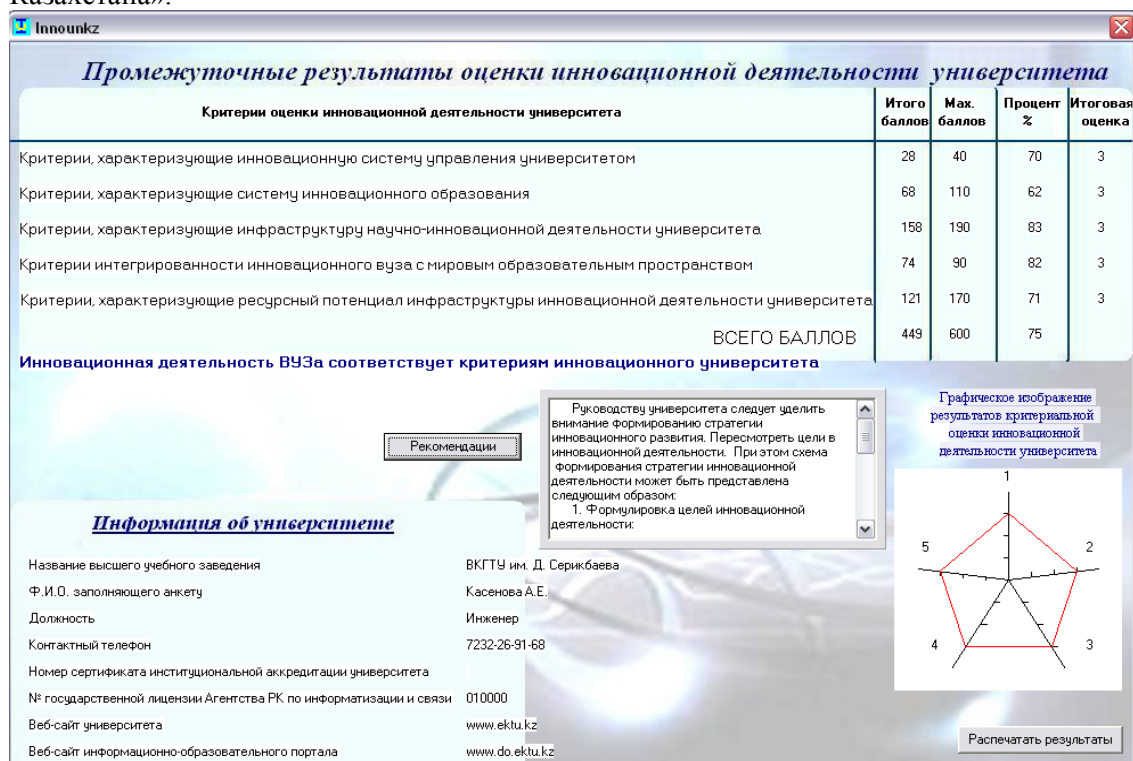 Казахстана».
Innounkz
Промежуточные результаты оценки инновационной деятельности университета
Критерии оценки инновационной деятельности университета Итого баллов Max. баллов Процент % Итоговая оценка
Критерии, характеризующие инновационную систему управления университетом 28 40 70 3
Критерии, характеризующие систему инновационного образования 68 110 62 3
Критерии, характеризующие инфраструктуру научно-инновационной деятельности университета 158 190 83 3
Критерии интегрированности инновационного вуза с мировым образовательным пространством 74 90 82 3
Критерии, характеризующие ресурсный потенциал инфраструктуры инновационной деятельности университета 121 170 71 3
ВСЕГО БАЛЛОВ 449 600 75
Инновационная деятельность ВУЗа соответствует критериям инновационного университета
Рекомендации
Руководству университета следует уделить
внимание формированию стратегии
инновационного развития. Пересмотреть цели в
инновационной деятельности. При этом схема
формирования стратегии инновационной
деятельности может быть представлена
следующим образом:
1. Формулировка целей инновационной
деятельности:
Графическое изображение
результатов критериальной
оценки инновационной
деятельности университета
1
2
3
4
5
Информация об университете
Название высшего учебного заведения ВКГТУ им. Д. Серикбаева
Ф.И.О. заполняющего анкету Касенова А.Е.
Должность Инженер
Контактный телефон 7232-26-91-68
Номер сертификата институциональной аккредитации университета
№ государственной лицензии Агентства РК по информатизации и связи 010000
Веб-сайт университета www.ektu.kz
Веб-сайт информационно-образовательного портала www.do.ektu.kz
Распечатать результаты